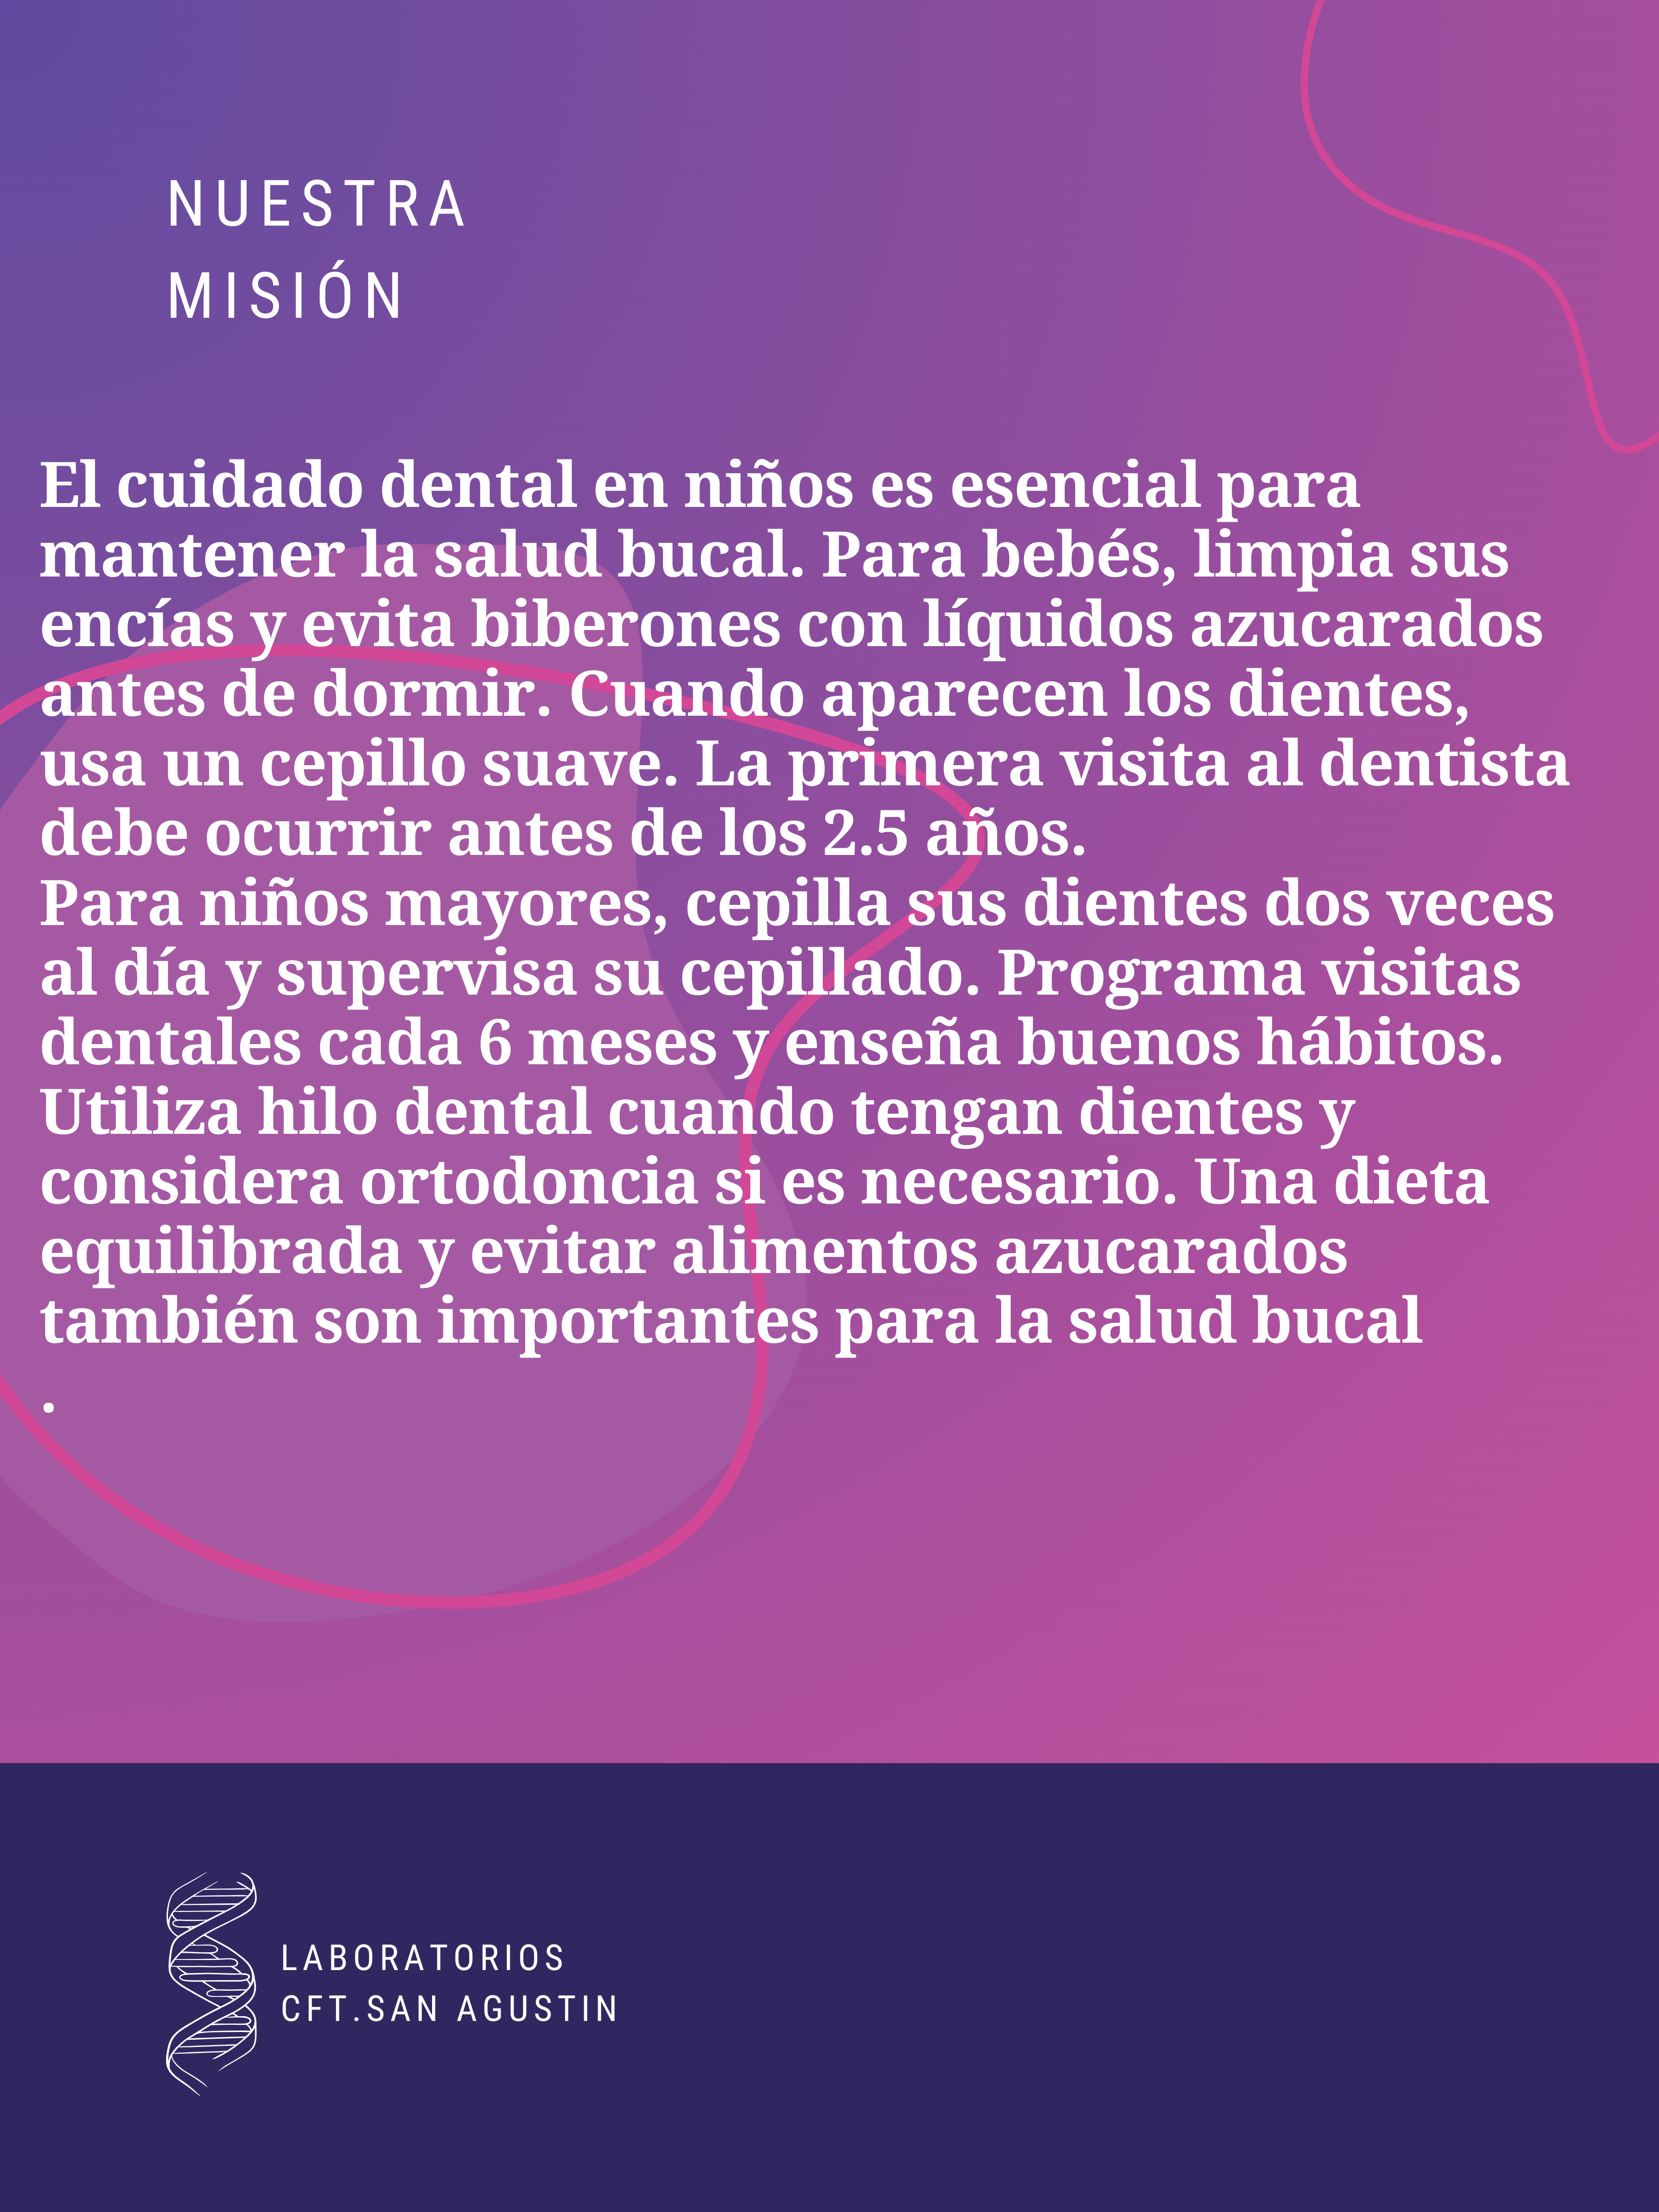 NUESTRA
MISIÓN
El cuidado dental en niños es esencial para
mantener la salud bucal. Para bebés, limpia sus
encías y evita biberones con líquidos azucarados
antes de dormir. Cuando aparecen los dientes,
usa un cepillo suave. La primera visita al dentista
debe ocurrir antes de los 2.5 años.
Para niños mayores, cepilla sus dientes dos veces
al día y supervisa su cepillado. Programa visitas
dentales cada 6 meses y enseña buenos hábitos.
Utiliza hilo dental cuando tengan dientes y
considera ortodoncia si es necesario. Una dieta
equilibrada y evitar alimentos azucarados
también son importantes para la salud bucal
.
LABORATORIOS
CFT.SAN AGUSTIN